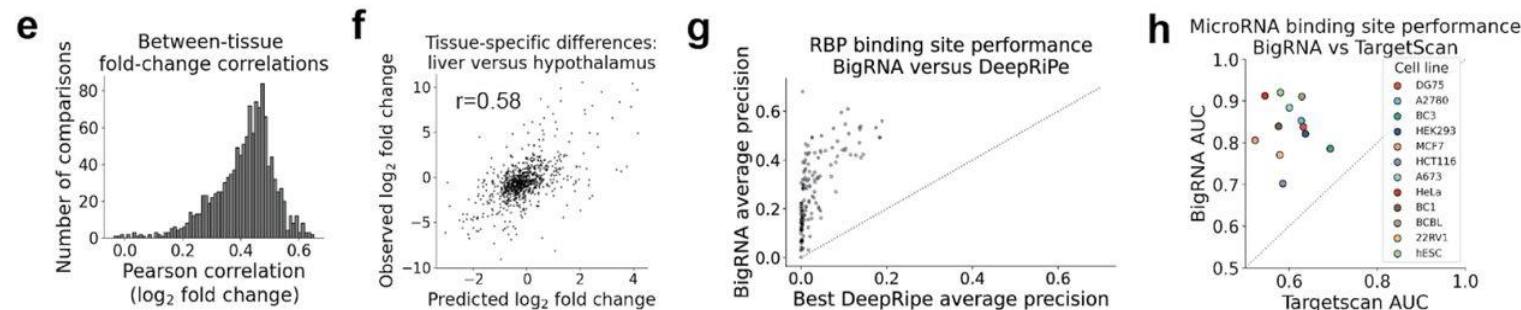 e
Between-tissue
fold-change correlations
Number of comparisons
80
60
40
20
0
0.0 0.2 0.4 0.6
Pearson correlation
(log₂ fold change)
f
Tissue-specific differences:
liver versus hypothalamus
r=0.58
Observed log₂ fold change
10
5
0
−5
−10
−2 0 2 4
Predicted log₂ fold change
g
RBP binding site performance
BigRNA versus DeepRiPe
BigRNA average precision
0.6
0.4
0.2
0.0
0.0 0.2 0.4 0.6
Best DeepRipe average precision
h
MicroRNA binding site performance
BigRNA vs TargetScan
BigRNA AUC
1.0
0.9
0.8
0.7
0.6
0.5
Cell line
DG75
A2780
BC3
HEK293
MCF7
HCT116
A673
HeLa
BC1
BCBL
22RV1
hESC
0.6 0.8 1.0
Targetscan AUC